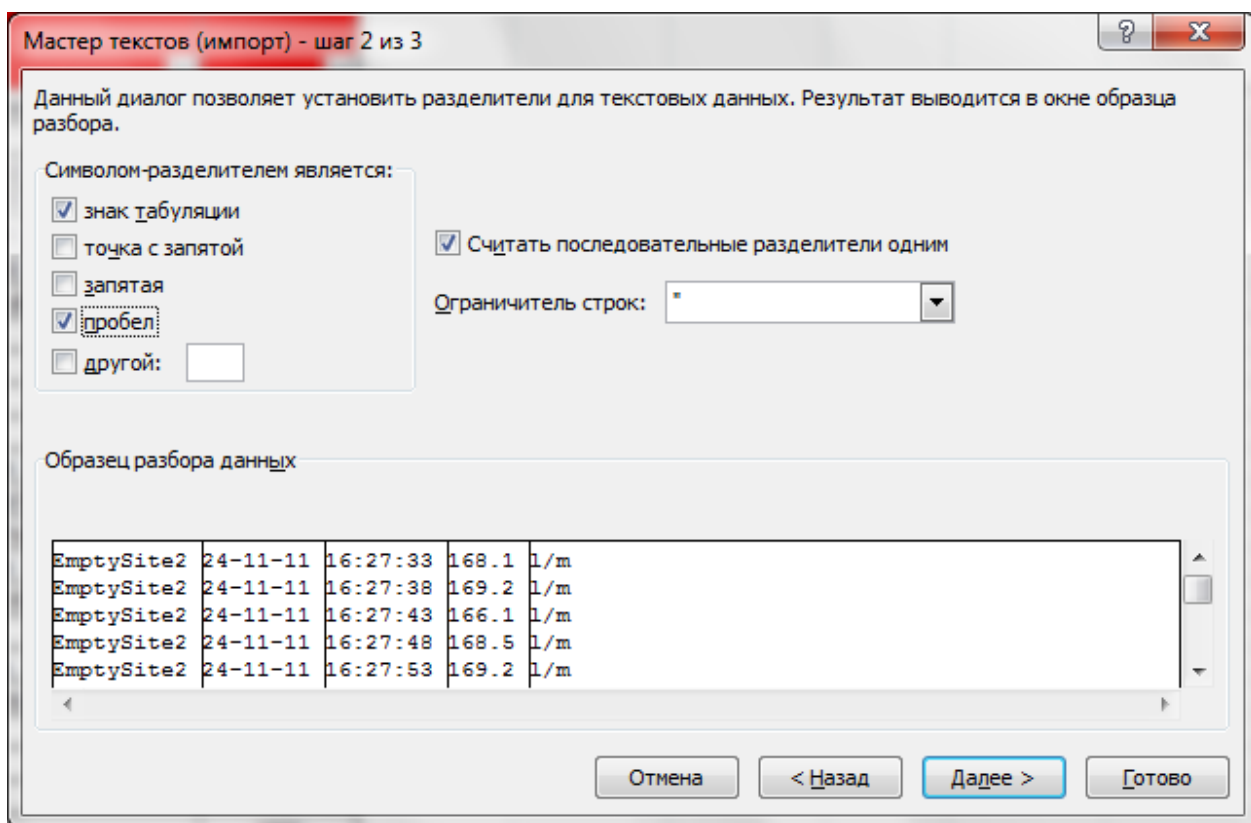 Мастер текстов (импорт) - шаг 2 из 3
Данный диалог позволяет установить разделители для текстовых данных. Результат выводится в окне образца
разбора.
Символом-разделителем является:
знак табуляции
точка с запятой
запятая
пробел
другой:
Считать последовательные разделители одним
Ограничитель строк: "
Образец разбора данных
EmptySite2 24-11-11 16:27:33 168.1 l/m
EmptySite2 24-11-11 16:27:38 169.2 l/m
EmptySite2 24-11-11 16:27:43 166.1 l/m
EmptySite2 24-11-11 16:27:48 168.5 l/m
EmptySite2 24-11-11 16:27:53 169.2 l/m
Отмена < Назад Далее > Готово